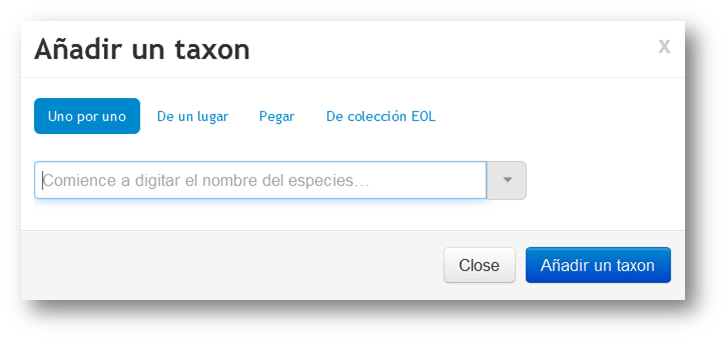 Añadir un taxon x
Uno por uno De un lugar Pegar De colección EOL
Comience a digitar el nombre del especies...
Close Añadir un taxon